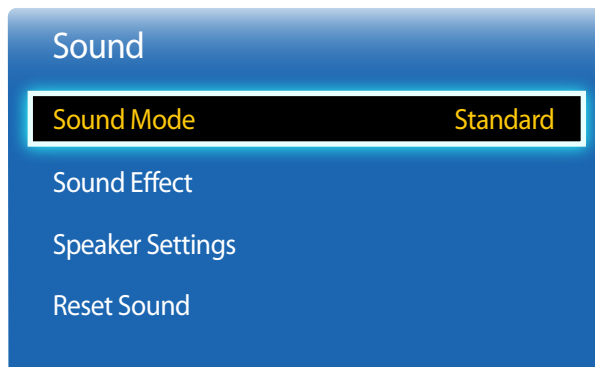 Sound
Sound Mode Standard
Sound Effect
Speaker Settings
Reset Sound